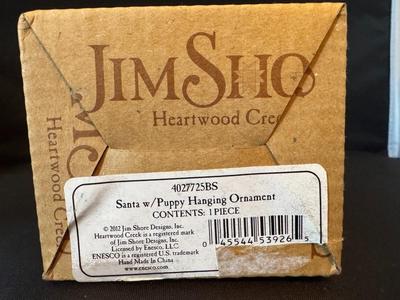 JIM SHO
Heartwood Cree
Heartwood Cree
4027725BS
Santa w/Puppy Hanging Ornament
CONTENTS: 1 PIECE
© 2012 Jim Shore Designs, Inc.
Heartwood Creek is a registered mark
of Jim Shore Designs, Inc.
Licensed by Enesco, LLC
ENESCO is a registered U.S. trademark
Hand Made In China
www.enesco.com
0 45544 53926 5